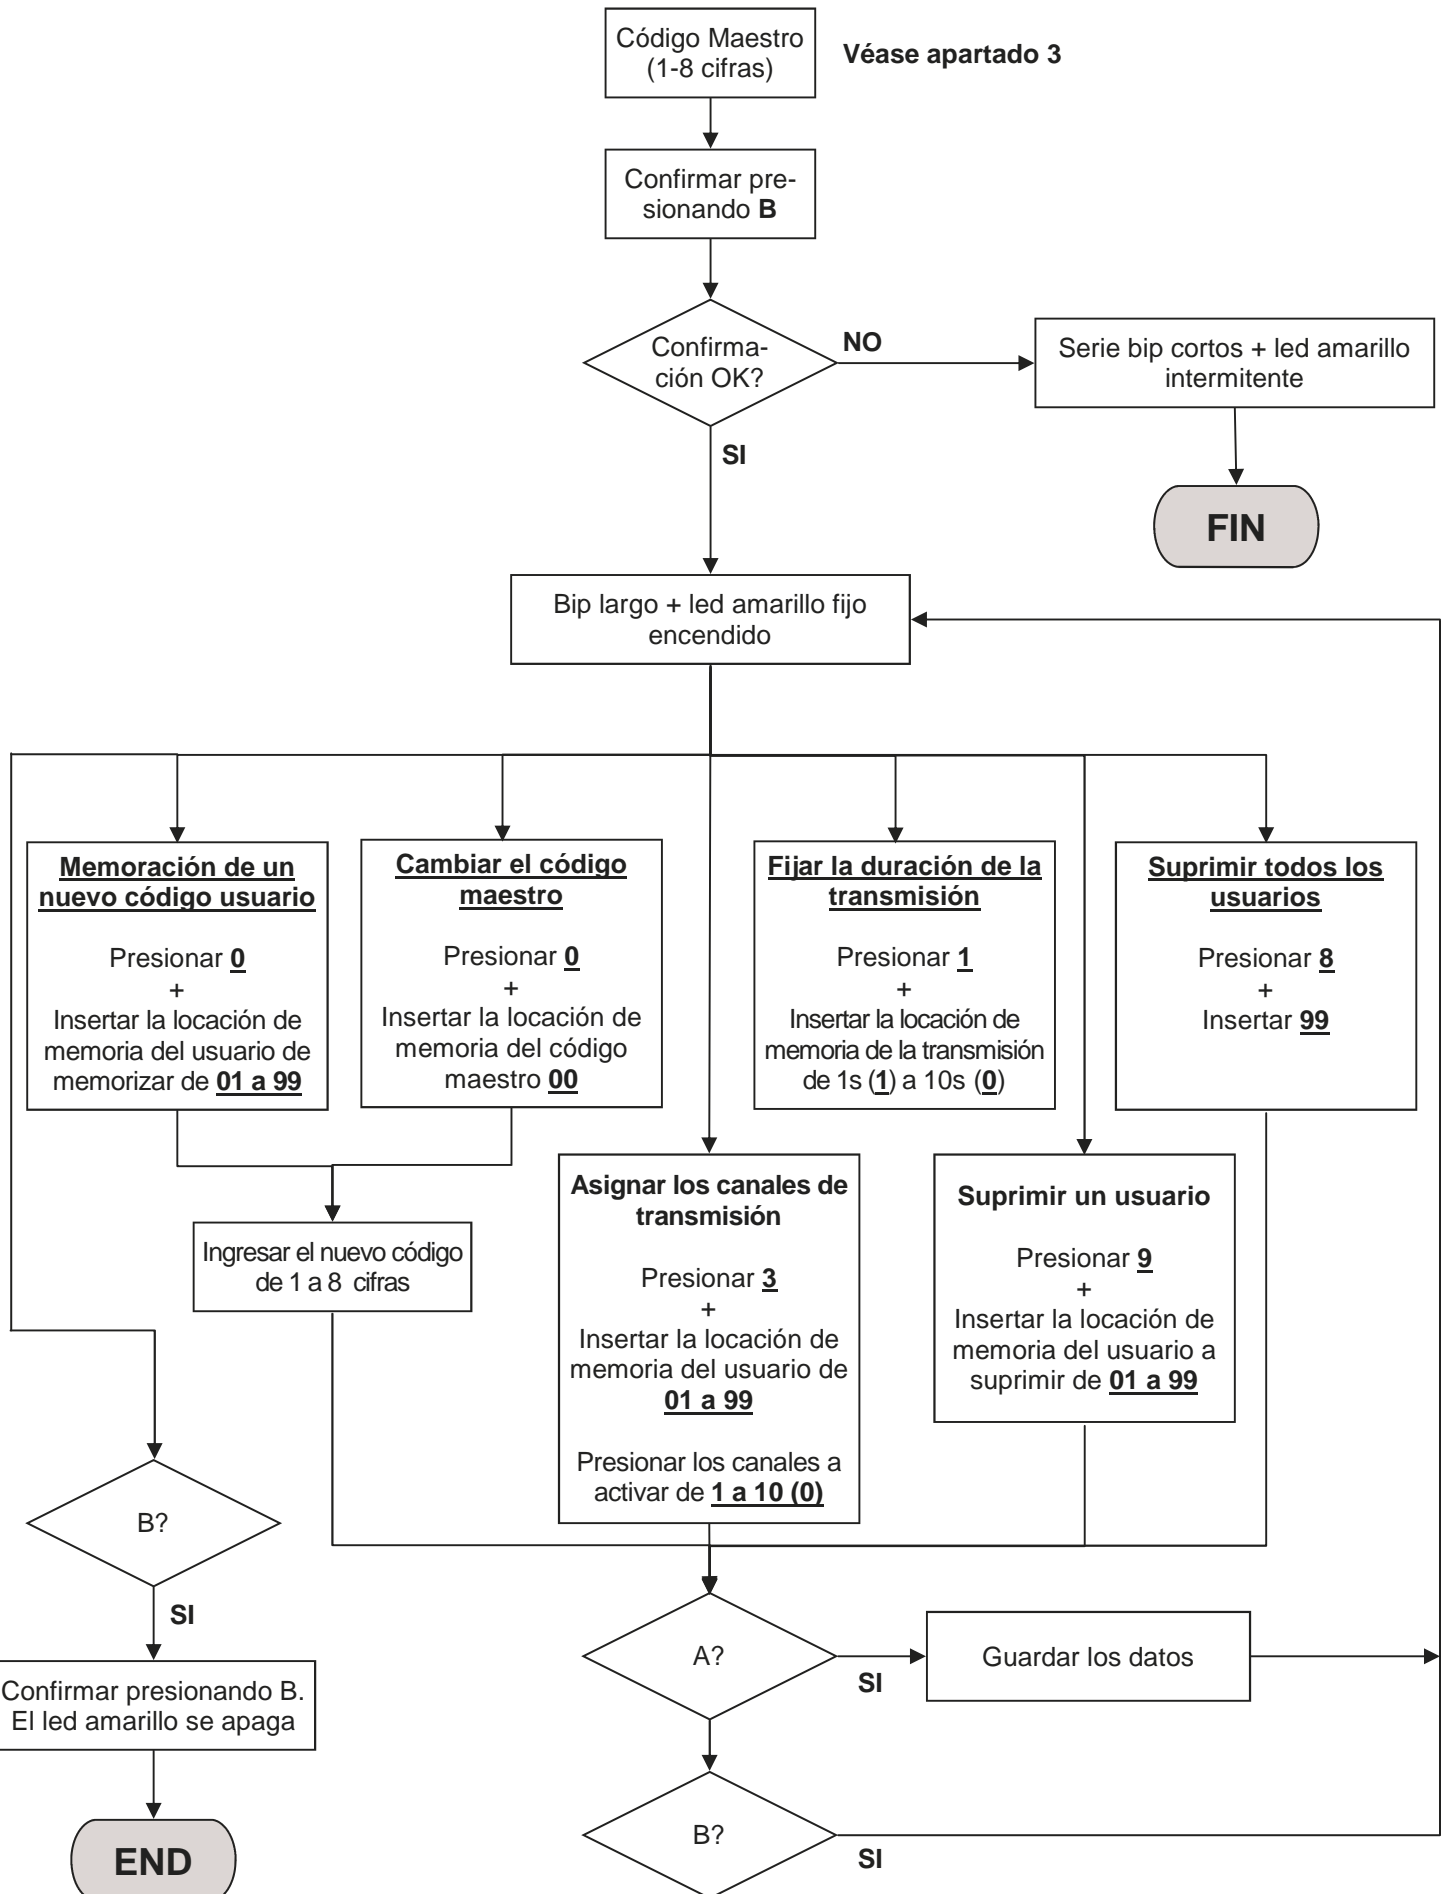 Código Maestro
(1-8 cifras)
Véase apartado 3
Confirmar pre-
sionando B
Confirma-
ción OK?
NO
Serie bip cortos + led amarillo
intermitente
SI
FIN
Bip largo + led amarillo fijo
encendido
Memoración de un
nuevo código usuario
Presionar 0
+
Insertar la locación de
memoria del usuario de
memorizar de 01 a 99
Cambiar el código
maestro
Presionar 0
+
Insertar la locación de
memoria del código
maestro 00
Fijar la duración de la
transmisión
Presionar 1
+
Insertar la locación de
memoria de la transmisión
de 1s (1) a 10s (0)
Suprimir todos los
usuarios
Presionar 8
+
Insertar 99
Ingresar el nuevo código
de 1 a 8 cifras
Asignar los canales de
transmisión
Presionar 3
+
Insertar la locación de
memoria del usuario de
01 a 99
Presionar los canales a
activar de 1 a 10 (0)
Suprimir un usuario
Presionar 9
+
Insertar la locación de
memoria del usuario a
suprimir de 01 a 99
B?
SI
Confirmar presionando B.
El led amarillo se apaga
END
A?
SI
Guardar los datos
B?
SI